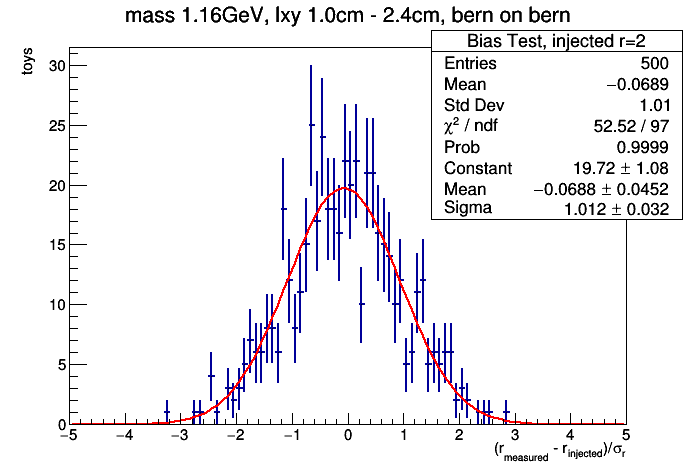 mass 1.16GeV, lxy 1.0cm - 2.4cm, bern on bern
toys
Bias Test, injected r=2
Entries 500
Mean −0.0689
Std Dev 1.01
χ² / ndf 52.52 / 97
Prob 0.9999
Constant 19.72 ± 1.08
Mean −0.0688 ± 0.0452
Sigma 1.012 ± 0.032
30
25
20
15
10
5
0
−5 −4 −3 −2 −1 0 1 2 3 4 5
(r_measured - r_injected)/σ_r